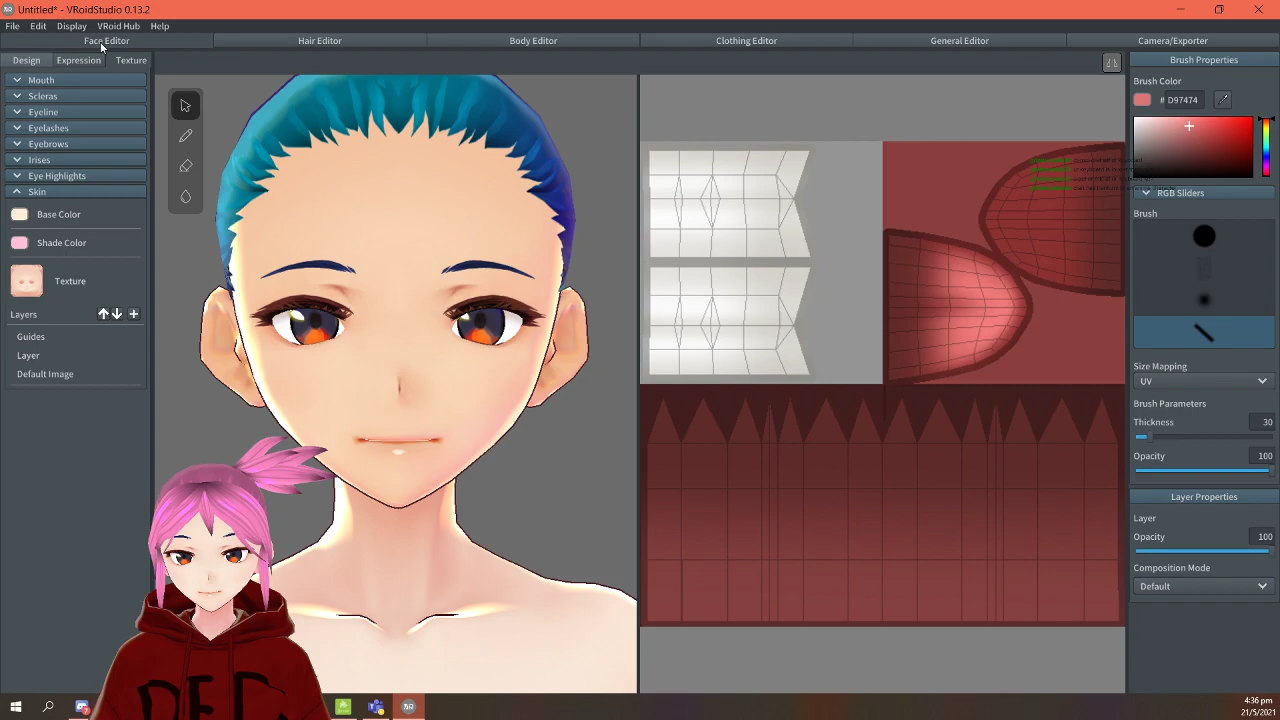 Untitled* - VRoidStudio 0.13.2
File Edit Display VRoid Hub Help
Face Editor Hair Editor Body Editor Clothing Editor General Editor Camera/Exporter
Design Expression Texture
Mouth
Scleras
Eyeline
Eyelashes
Eyebrows
Irises
Eye Highlights
Skin
Base Color
Shade Color
Texture
Layers
Guides
Layer
Default Image
Brush Properties
Brush Color
# D97474
RGB Sliders
Brush
Size Mapping
UV
Brush Parameters
Thickness 30
Opacity 100
Layer Properties
Layer
Opacity 100
Composition Mode
Default
4:36 pm
21/5/2021